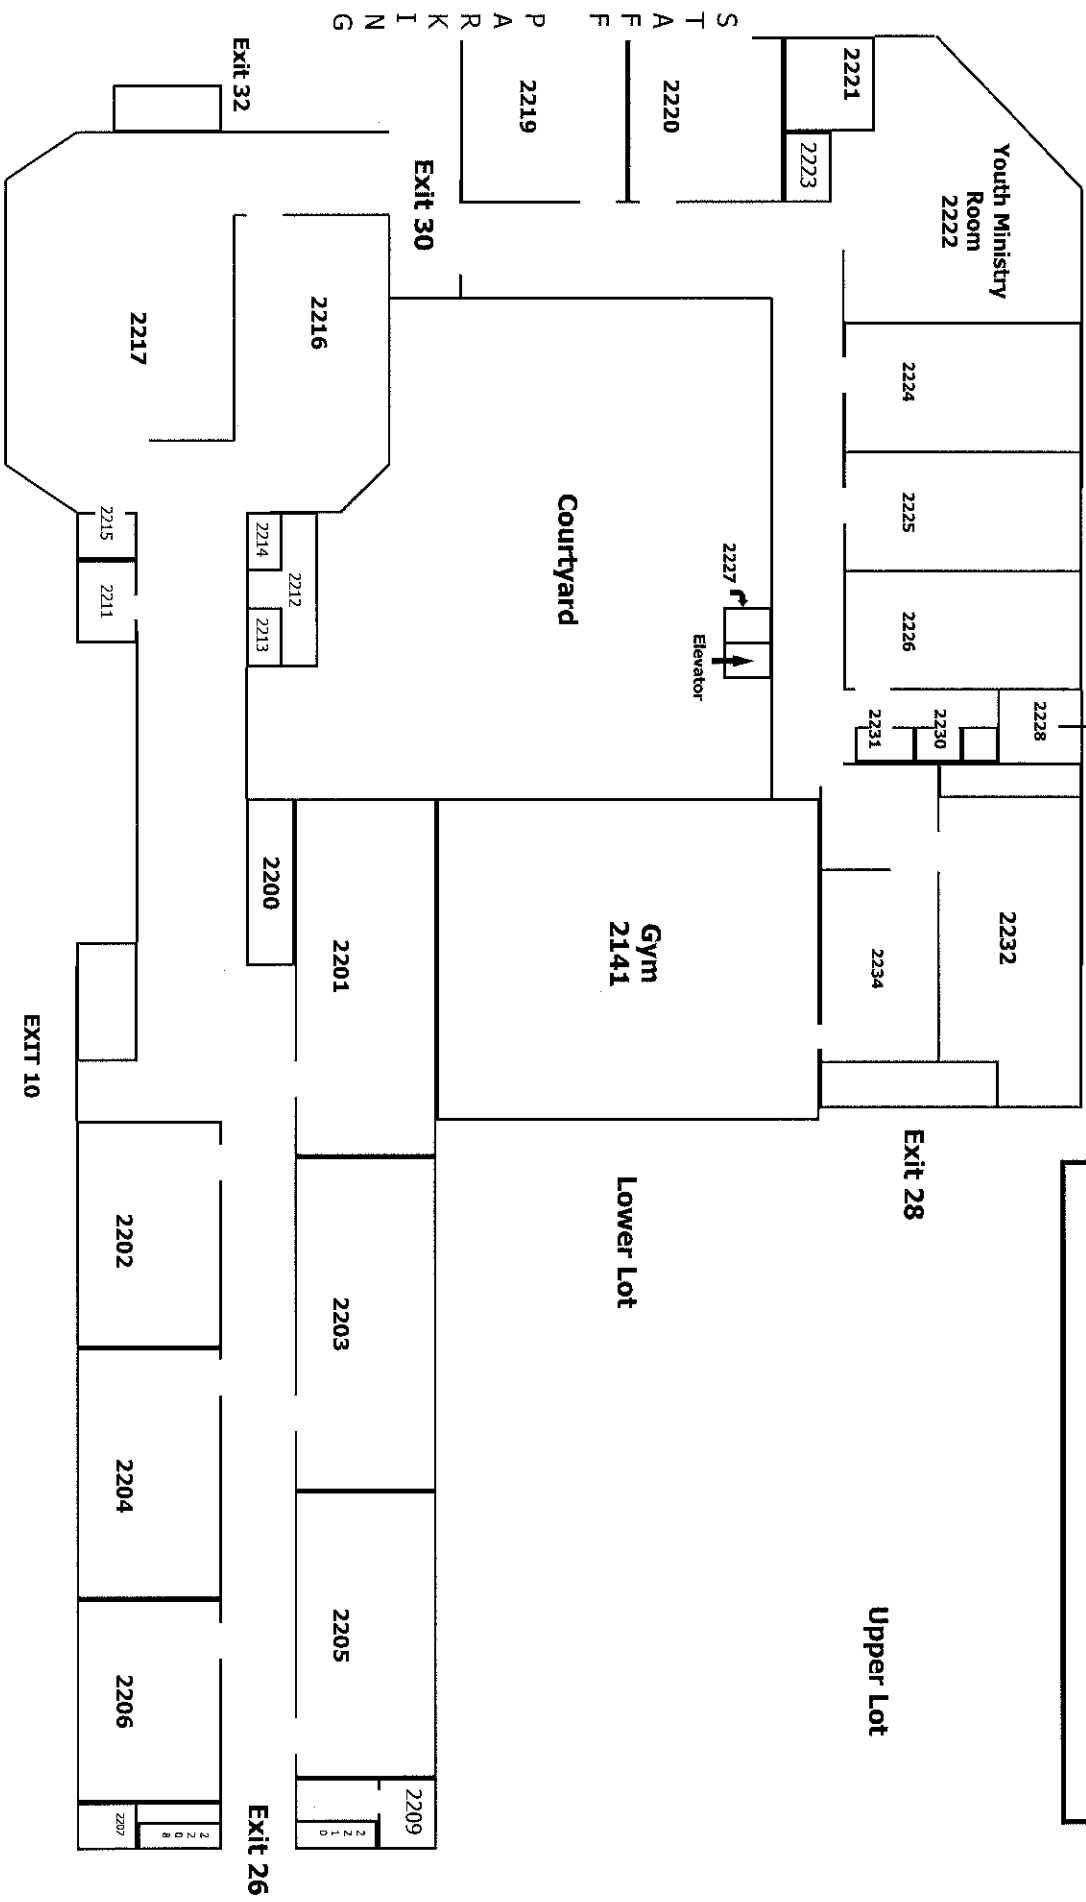 STAFF PARKING
2221
2220
2219
2223
Exit 32
Exit 30
Youth Ministry
Room
2222
2216
2217
2224
2225
2226
Courtyard
2227
Elevator
2215
2211
2214
2212
2213
2228
2230
2231
2200
2201
Gym
2141
2232
2234
EXIT 10
Exit 28
Lower Lot
Upper Lot
2202
2203
2204
2205
2206
2207
2208
2209
2210
Exit 26